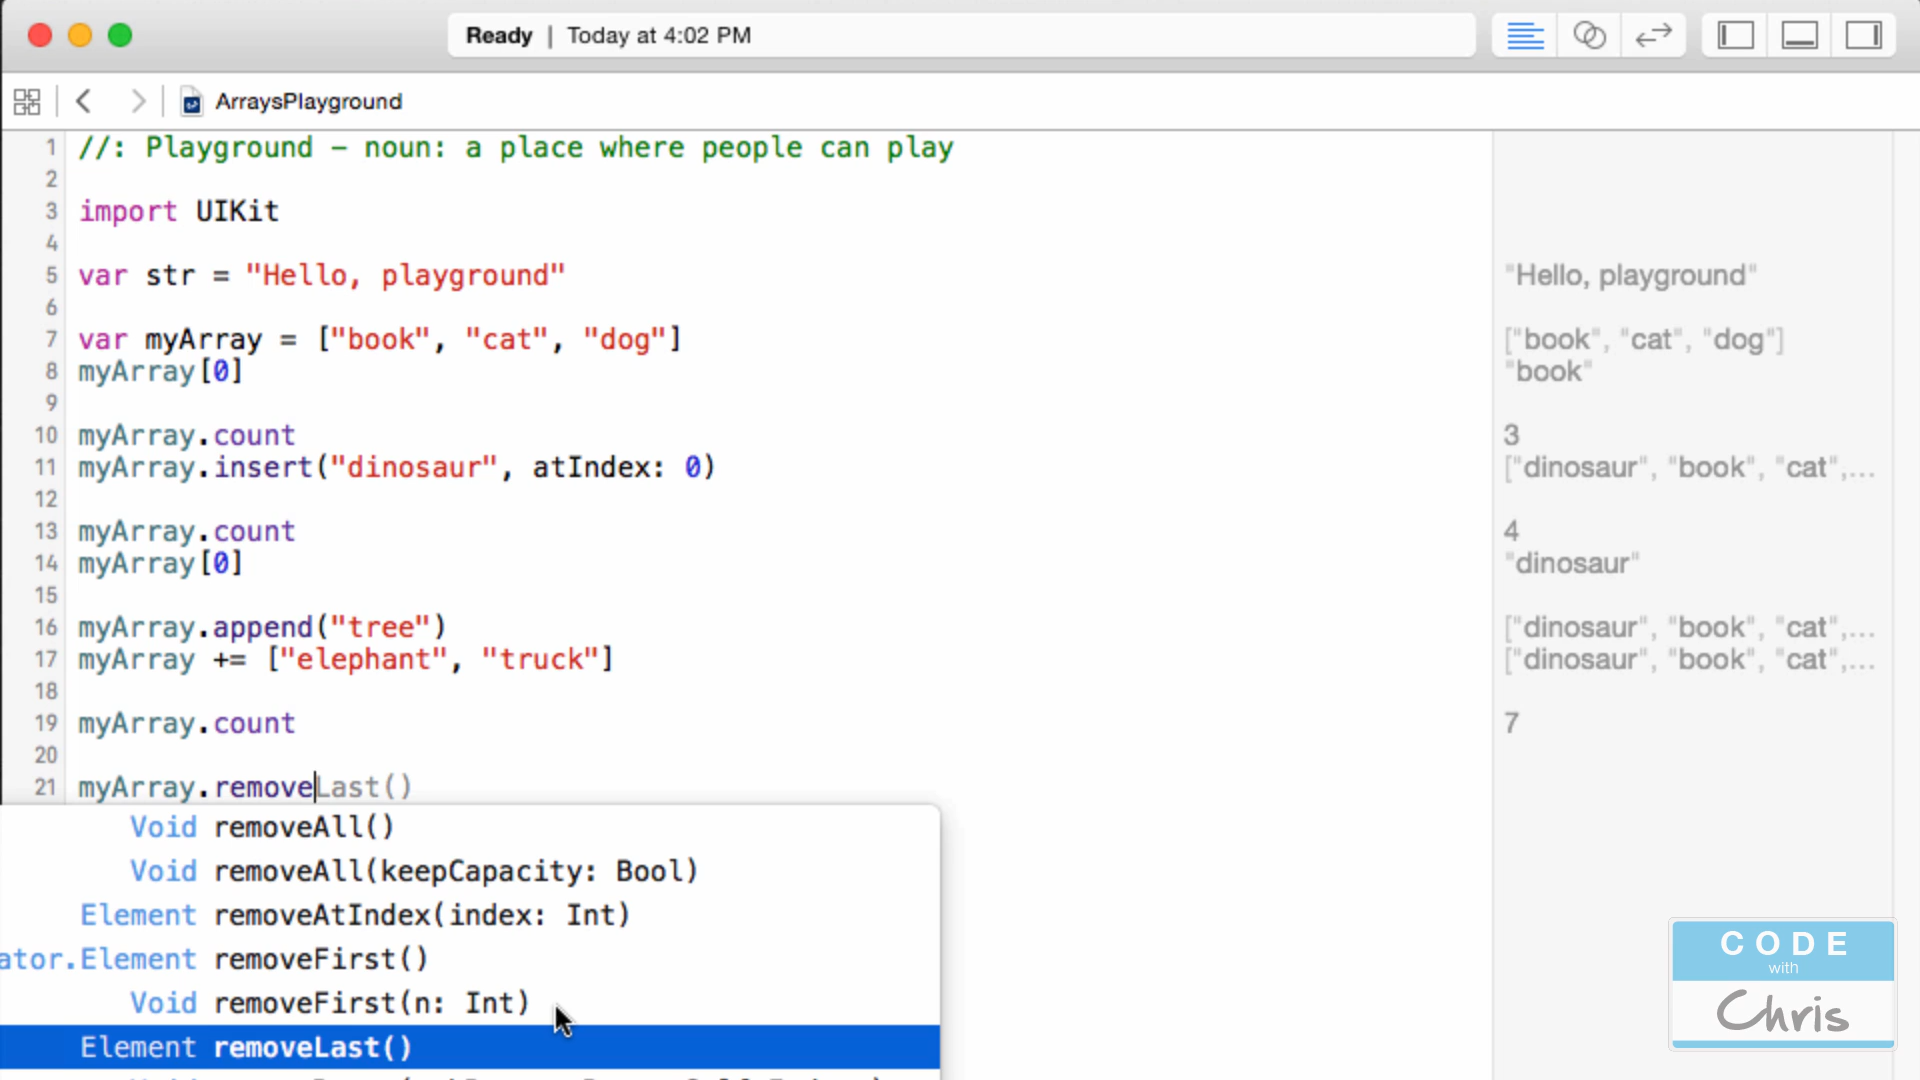 Ready | Today at 4:02 PM
ArraysPlayground
1 //: Playground – noun: a place where people can play
2
3 import UIKit
4
5 var str = "Hello, playground" "Hello, playground"
6
7 var myArray = ["book", "cat", "dog"] ["book", "cat", "dog"]
8 myArray[0] "book"
9
10 myArray.count 3
11 myArray.insert("dinosaur", atIndex: 0) ["dinosaur", "book", "cat",...
12
13 myArray.count 4
14 myArray[0] "dinosaur"
15
16 myArray.append("tree") ["dinosaur", "book", "cat",...
17 myArray += ["elephant", "truck"] ["dinosaur", "book", "cat",...
18
19 myArray.count 7
20
21 myArray.removeLast()
Void removeAll()
Void removeAll(keepCapacity: Bool)
Element removeAtIndex(index: Int)
ator.Element removeFirst()
Void removeFirst(n: Int)
Element removeLast()
CODE
with
Chris